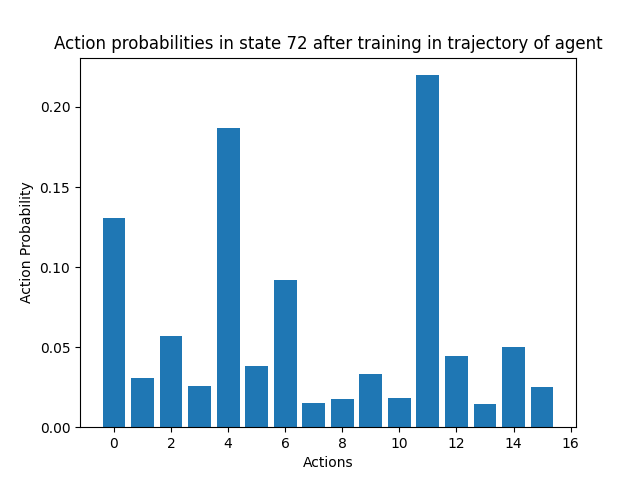 Action probabilities in state 72 after training in trajectory of agent
0.20
0.15
0.10
0.05
0.00
Action Probability
0 2 4 6 8 10 12 14 16
Actions